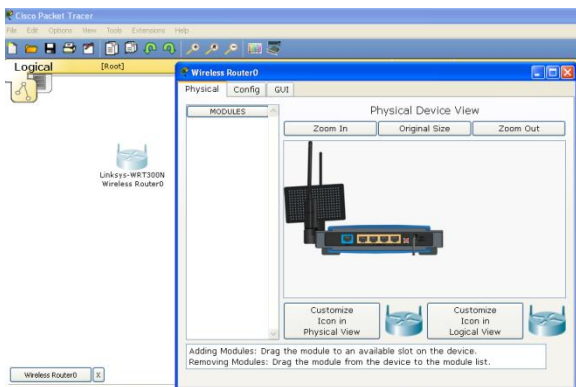 Cisco Packet Tracer
File Edit Options View Tools Extensions Help
Logical [Root]
Linksys-WRT300N
Wireless Router0
Wireless Router0
Physical Config GUI
MODULES
Physical Device View
Zoom In Original Size Zoom Out
Customize
Icon in
Physical View
Customize
Icon in
Logical View
Adding Modules: Drag the module to an available slot on the device.
Removing Modules: Drag the module from the device to the module list.
Wireless Router0 X